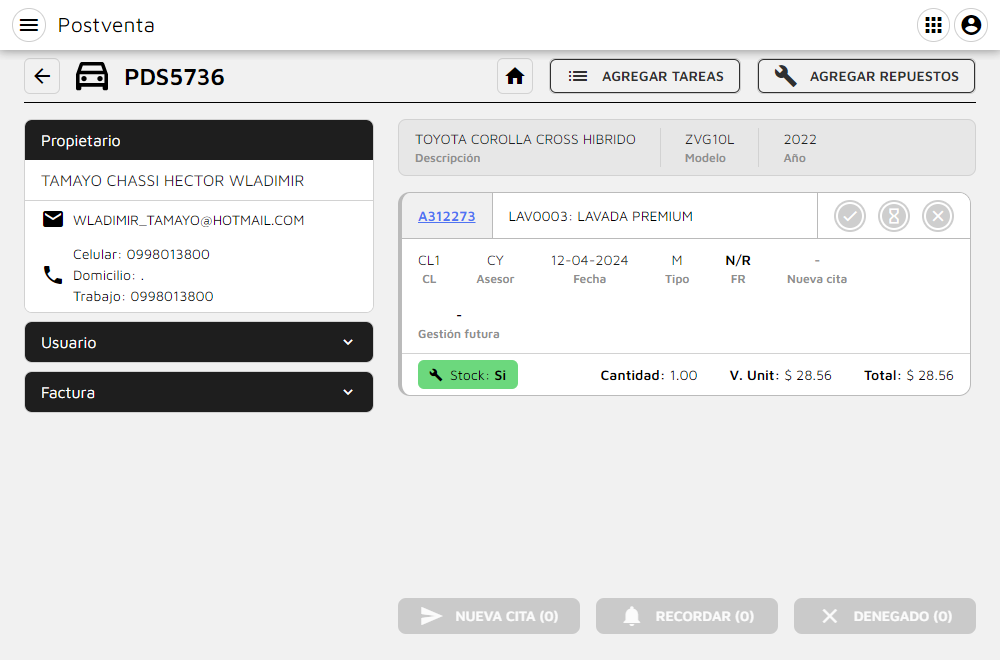 Postventa
PDS5736
AGREGAR TAREAS
AGREGAR REPUESTOS
Propietario
TAMAYO CHASSI HECTOR WLADIMIR
WLADIMIR_TAMAYO@HOTMAIL.COM
Celular: 0998013800
Domicilio: .
Trabajo: 0998013800
Usuario
Factura
TOYOTA COROLLA CROSS HIBRIDO ZVG10L 2022
Descripción Modelo Año
A312273 LAV0003: LAVADA PREMIUM
CL1 CY 12-04-2024 M N/R -
CL Asesor Fecha Tipo FR Nueva cita
-
Gestión futura
Stock: Si Cantidad: 1.00 V. Unit: $ 28.56 Total: $ 28.56
NUEVA CITA (0) RECORDAR (0) DENEGADO (0)